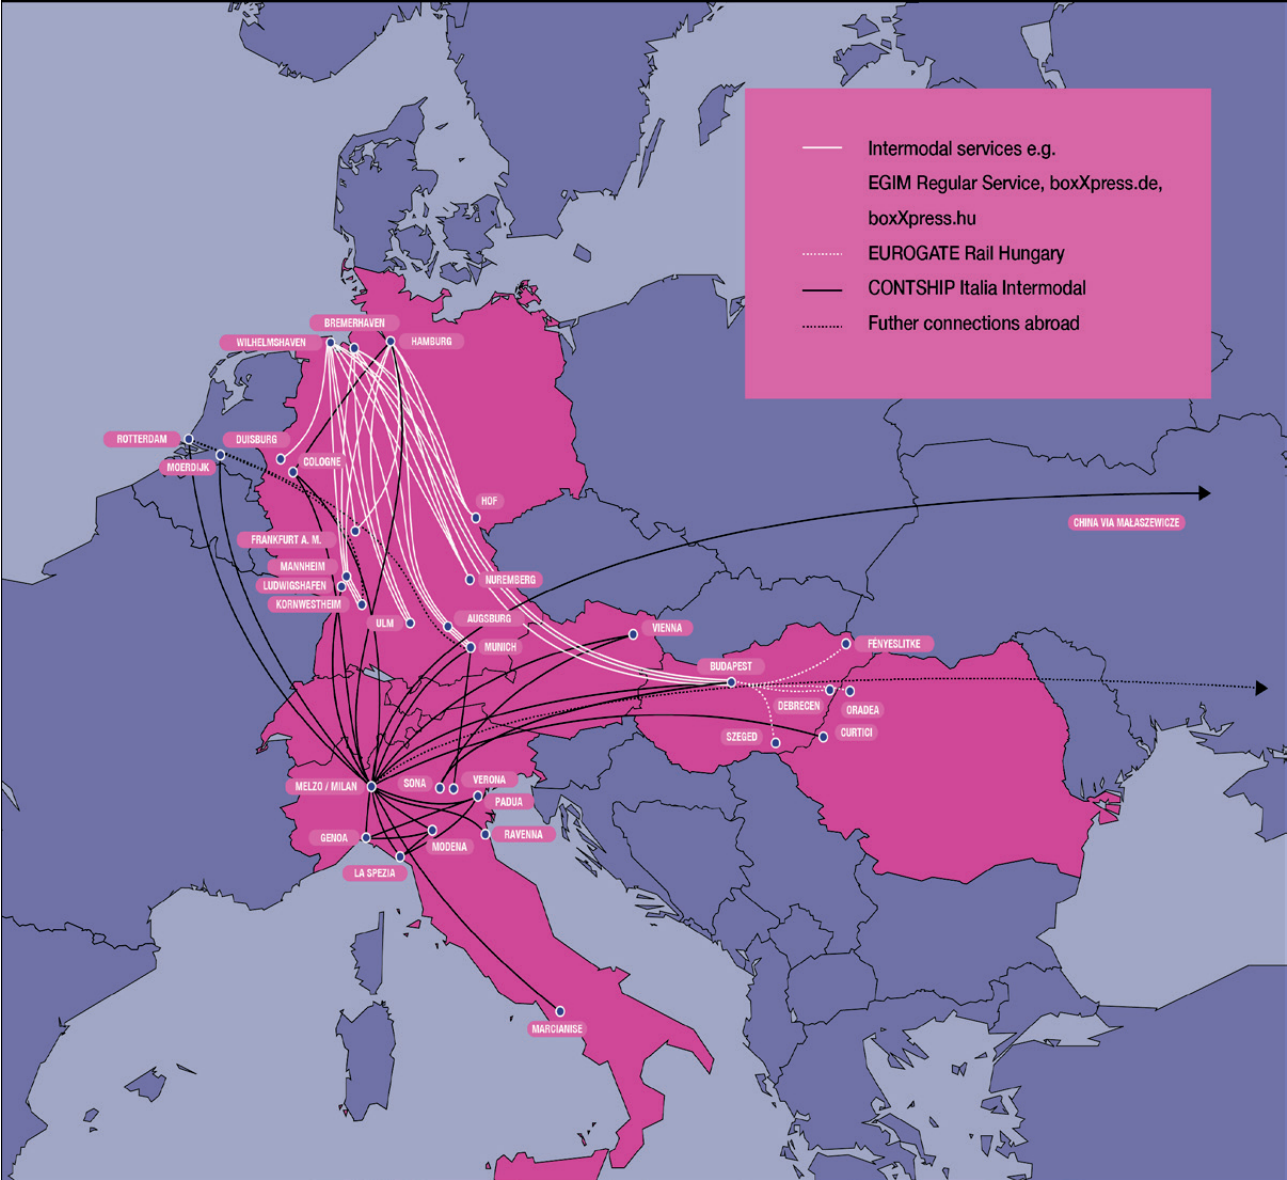 Intermodal services e.g.
EGIM Regular Service, boxXpress.de,
boxXpress.hu
EUROGATE Rail Hungary
CONTSHIP Italia Intermodal
Futher connections abroad
BREMERHAVEN
WILHELMSHAVEN
HAMBURG
ROTTERDAM
DUISBURG
MOERDIJK
COLOGNE
HOF
CHINA VIA MAŁASZEWICZE
FRANKFURT A. M.
MANNHEIM
LUDWIGSHAFEN
NUREMBERG
KORNWESTHEIM
ULM
AUGSBURG
VIENNA
MUNICH
FÉNYESLITKE
BUDAPEST
DEBRECEN
ORADEA
SZEGED
CURTICI
MELZO / MILAN
SONA
VERONA
PADUA
GENOA
RAVENNA
MODENA
LA SPEZIA
MARCIANISE